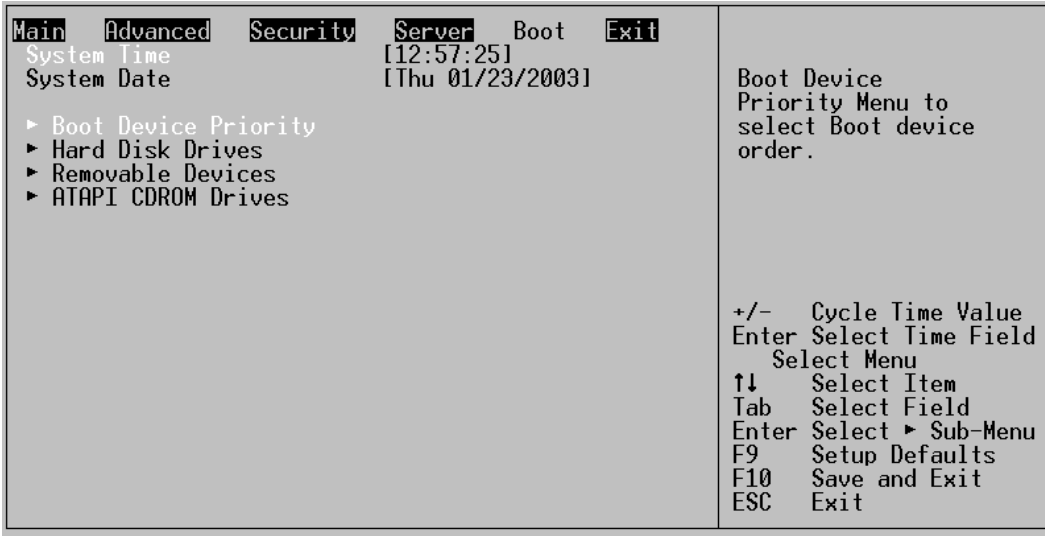 Main Advanced Security Server Boot Exit
System Time [12:57:25]
System Date [Thu 01/23/2003]
► Boot Device Priority
► Hard Disk Drives
► Removable Devices
► ATAPI CDROM Drives
Boot Device
Priority Menu to
select Boot device
order.
+/- Cycle Time Value
Enter Select Time Field
Select Menu
↑↓ Select Item
Tab Select Field
Enter Select ► Sub-Menu
F9 Setup Defaults
F10 Save and Exit
ESC Exit